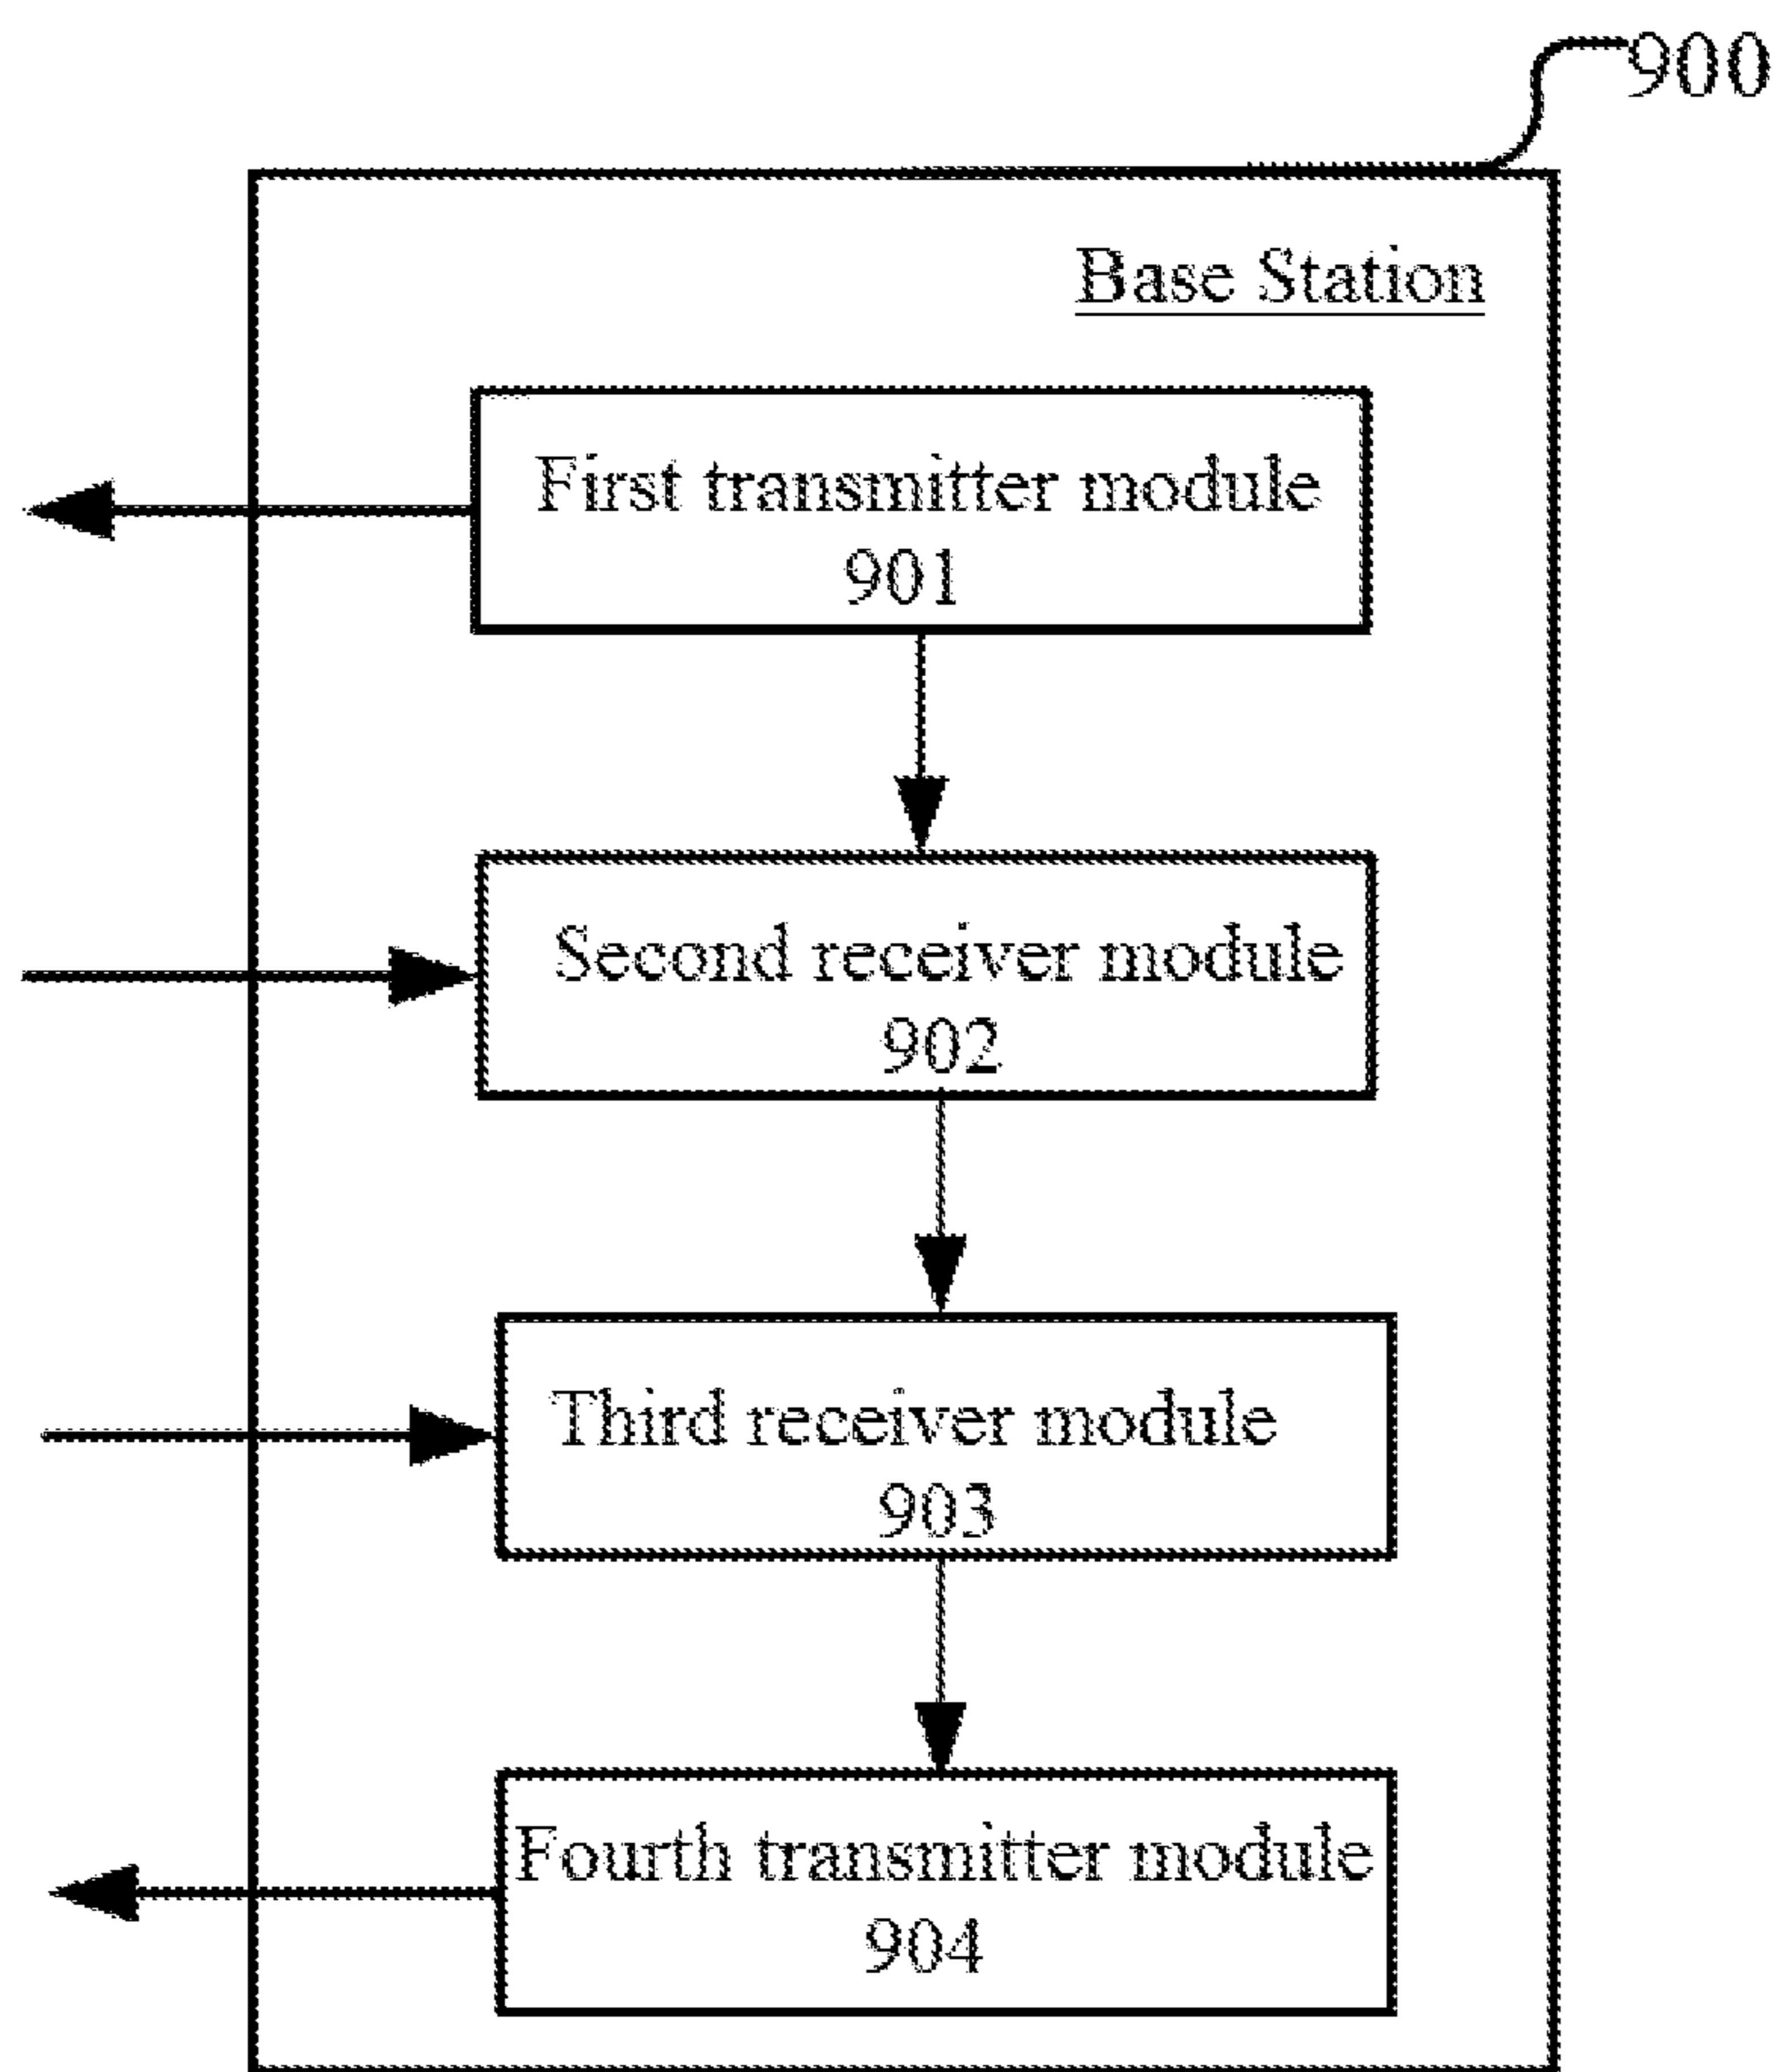 900
Base Station
First transmitter module
901
Second receiver module
902
Third receiver module
903
Fourth transmitter module
904